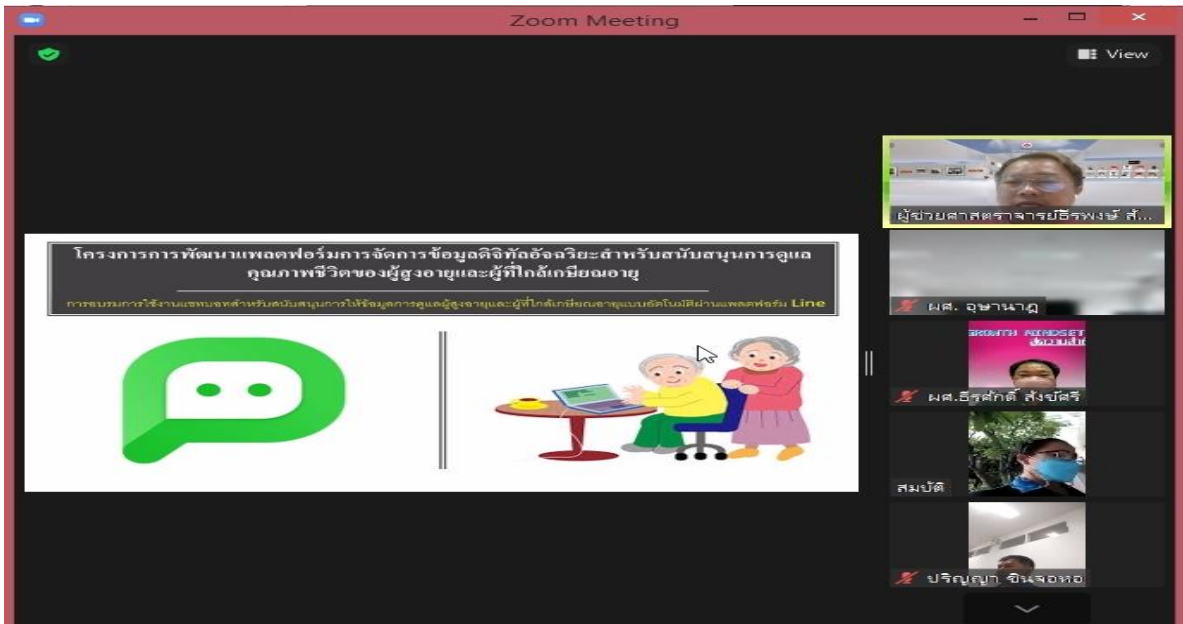 Zoom Meeting
View
โครงการการพัฒนาแพลตฟอร์มการจัดการข้อมูลดิจิทัลอัจฉริยะสำหรับสนับสนุนการดูแล
คุณภาพชีวิตของผู้สูงอายุและผู้ที่ใกล้เกษียณอายุ
การอบรมการใช้งานแชทบอทสำหรับสนับสนุนการให้ข้อมูลการดูแลผู้สูงอายุและผู้ที่ใกล้เกษียณอายุแบบอัตโนมัติผ่านแพลตฟอร์ม Line
ผู้ช่วยศาสตราจารย์ธีรพงษ์ สั...
ผศ. อุษานาฎ
GROWTH MINDSET
ผศ.ธีรศักดิ์ สังข์ศรี
สมบัติ
ปริญญา ขินจอหอ